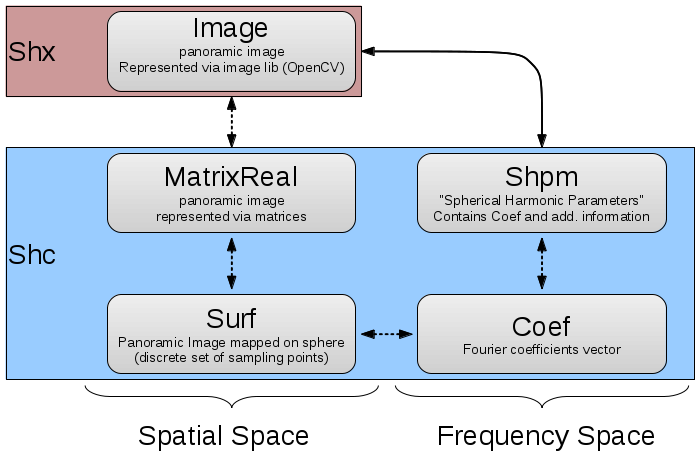 Shx
Image
panoramic image
Represented via image lib (OpenCV)
Shc
MatrixReal
panoramic image
represented via matrices
Shpm
"Spherical Harmonic Parameters"
Contains Coef and add. information
Surf
Panoramic Image mapped on sphere
(discrete set of sampling points)
Coef
Fourier coefficients vector
Spatial Space
Frequency Space